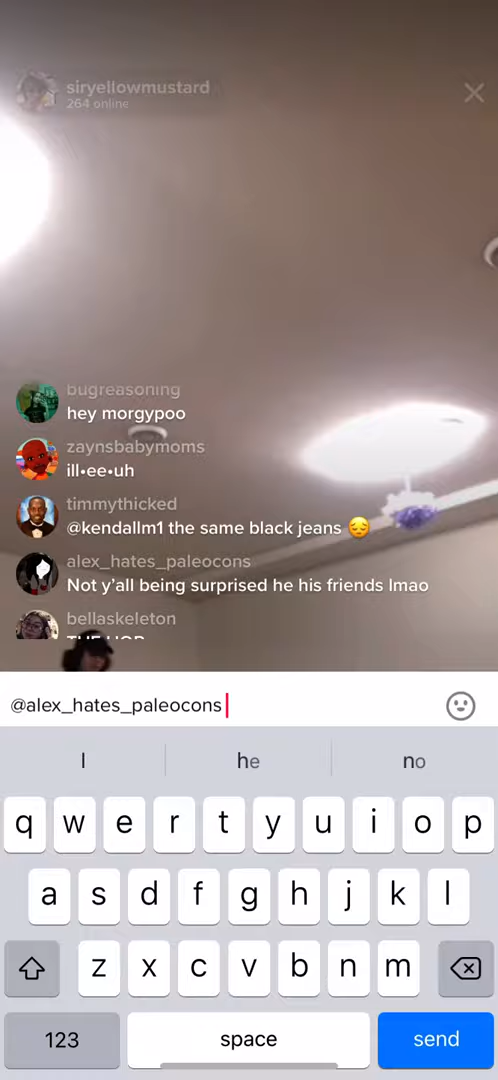 siryellowmustard
264 online
bugreasoning
hey morgypoo
zaynsbabymoms
ill•ee•uh
timmythicked
@kendallm1 the same black jeans 😔
alex_hates_paleocons
Not y'all being surprised he his friends lmao
bellaskeleton
@alex_hates_paleocons
I he no
q w e r t y u i o p
a s d f g h j k l
z x c v b n m
123 space send